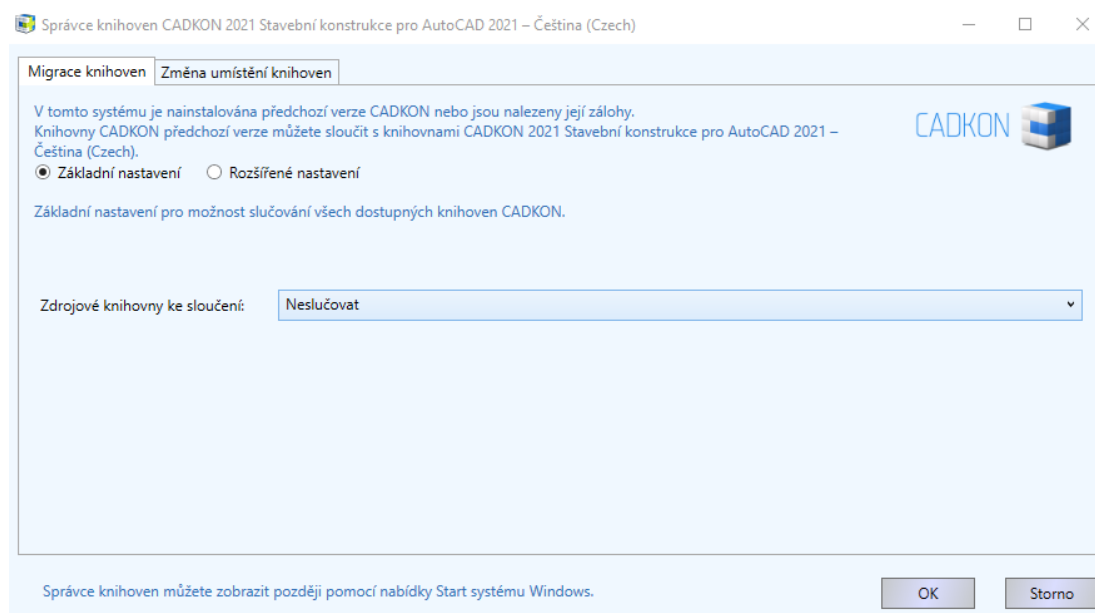 Správce knihoven CADKON 2021 Stavební konstrukce pro AutoCAD 2021 – Čeština (Czech)
Migrace knihoven Změna umístění knihoven
V tomto systému je nainstalována předchozí verze CADKON nebo jsou nalezeny její zálohy.
Knihovny CADKON předchozí verze můžete sloučit s knihovnami CADKON 2021 Stavební konstrukce pro AutoCAD 2021 –
Čeština (Czech).
CADKON
Základní nastavení Rozšířené nastavení
Základní nastavení pro možnost slučování všech dostupných knihoven CADKON.
Zdrojové knihovny ke sloučení: Neslučovat
Správce knihoven můžete zobrazit později pomocí nabídky Start systému Windows.
OK Storno